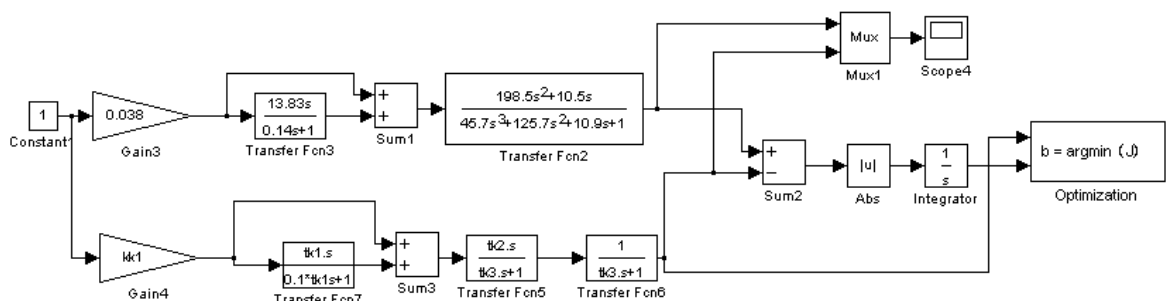 Mux
Mux1
Scope4
1
Constant1
0.038
Gain3
13.83s
0.14s+1
Transfer Fcn3
+
+
Sum1
198.5s²+10.5s
45.7s³+125.7s²+10.9s+1
Transfer Fcn2
+
−
Sum2
|u|
Abs
1
s
Integrator
b = argmin (J)
Optimization
kk1
Gain4
tk1.s
0.1*tk1s+1
Transfer Fcn7
+
+
Sum3
tk2.s
tk3.s+1
Transfer Fcn5
1
tk3.s+1
Transfer Fcn6